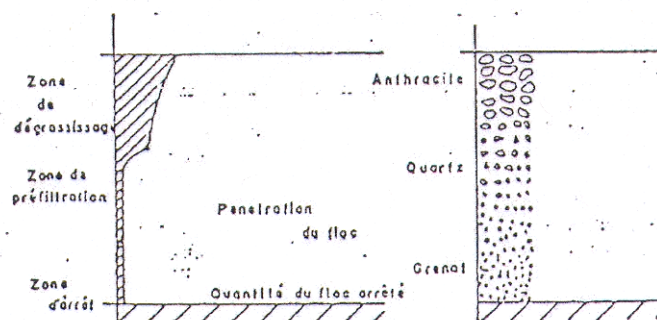 Zone
de
dégrossissage
Zone de
préfiltration
Zone
d'arrêt
Pénétration
du floc
Quantité du floc arrêté
Anthracite
Quartz
Grenat